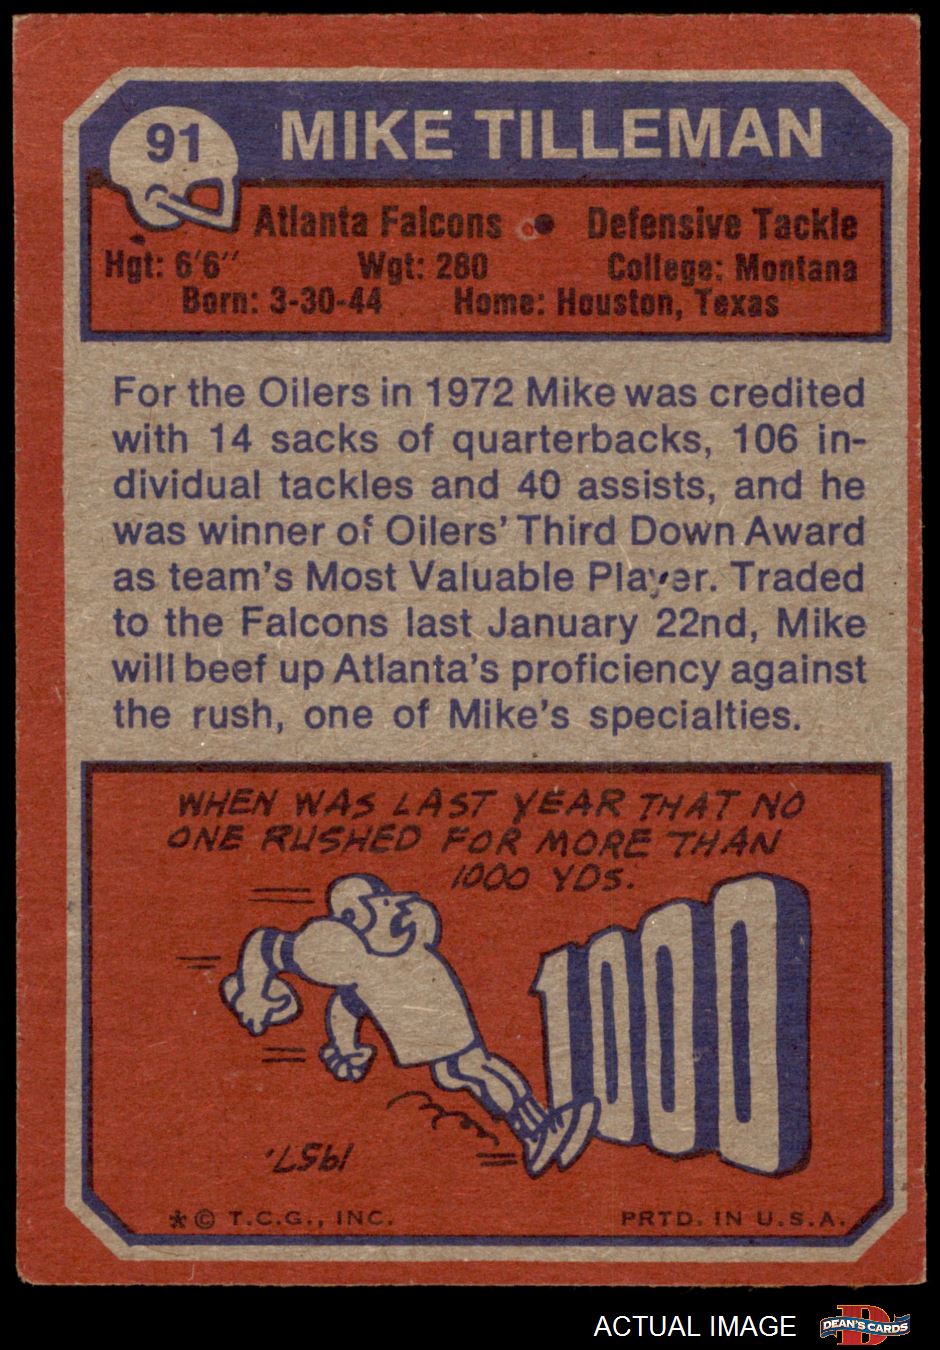 91
MIKE TILLEMAN
Atlanta Falcons • Defensive Tackle
Hgt: 6'6" Wgt: 280 College: Montana
Born: 3-30-44 Home: Houston, Texas
For the Oilers in 1972 Mike was credited
with 14 sacks of quarterbacks, 106 in-
dividual tackles and 40 assists, and he
was winner of Oilers' Third Down Award
as team's Most Valuable Player. Traded
to the Falcons last January 22nd, Mike
will beef up Atlanta's proficiency against
the rush, one of Mike's specialties.
WHEN WAS LAST YEAR THAT NO
ONE RUSHED FOR MORE THAN
1000 YDS.
1000
1957.
* © T.C.G., INC. PRTD. IN U.S.A.
ACTUAL IMAGE
D
DEAN'S CARDS